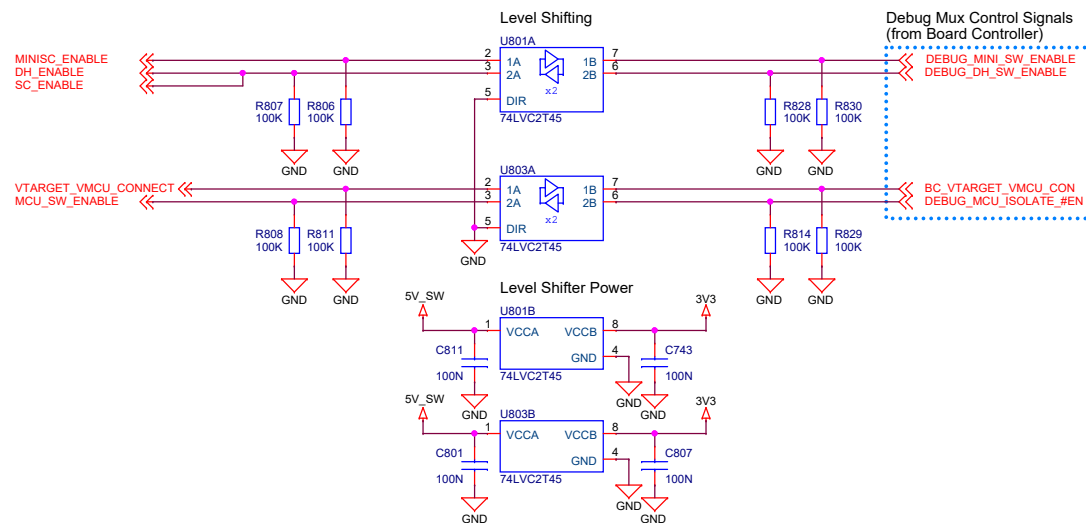 Level Shifting
Debug Mux Control Signals
(from Board Controller)
U801A
MINISC_ENABLE 2 1A 1B 7 DEBUG_MINI_SW_ENABLE
DH_ENABLE 3 2A 2B 6 DEBUG_DH_SW_ENABLE
SC_ENABLE
x2
5 DIR
74LVC2T45
R807 R806 R828 R830
100K 100K 100K 100K
GND GND GND GND
U803A
VTARGET_VMCU_CONNECT 2 1A 1B 7 BC_VTARGET_VMCU_CON
MCU_SW_ENABLE 3 2A 2B 6 DEBUG_MCU_ISOLATE_#EN
x2
5 DIR
74LVC2T45
R808 R811 R814 R829
100K 100K 100K 100K
GND
GND GND GND GND
Level Shifter Power
5V_SW U801B 3V3
1 VCCA VCCB 8
C811 GND 4 C743
100N 74LVC2T45 100N
GND GND GND
5V_SW U803B 3V3
1 VCCA VCCB 8
C801 GND 4 C807
100N 74LVC2T45 100N
GND GND GND